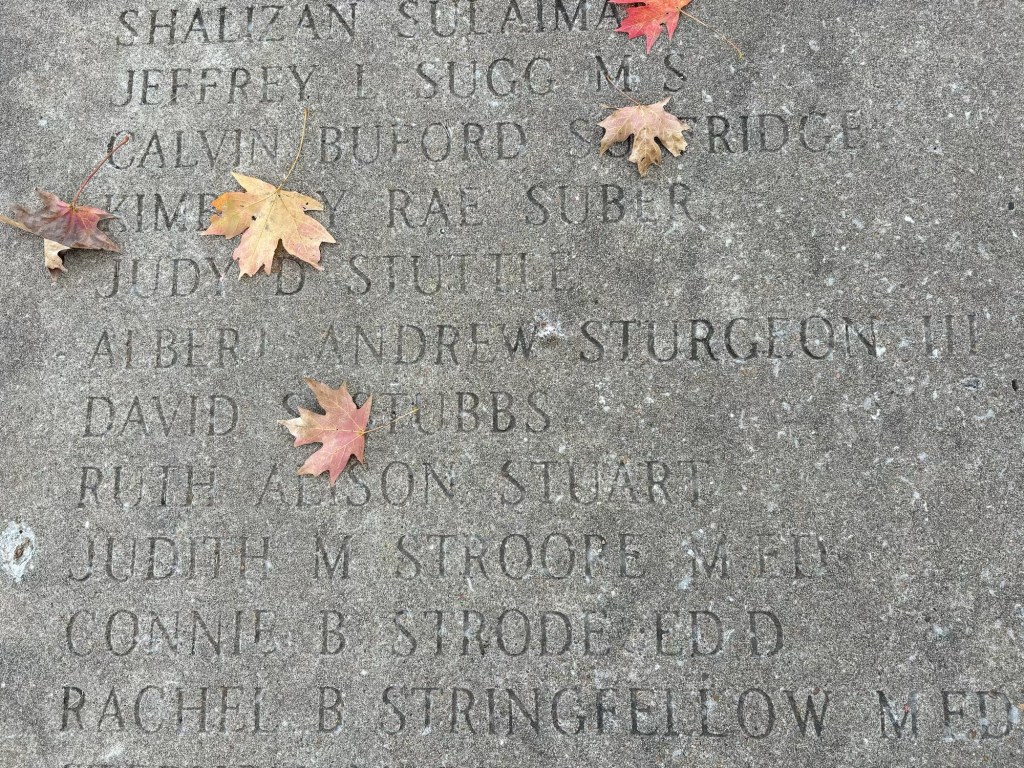 SHALIZAN
JEFFREY L SUGG M S
CALVIN BUFORD
RAE SUBER
JUDY D STUTTLE
ALBERT ANDREW STURGEON III
DAVID STUBBS
RUTH ALISON STUART
JUDITH M STROOPE M ED
CONNIE B STRODE ED D
RACHEL B STRINGFELLOW M ED